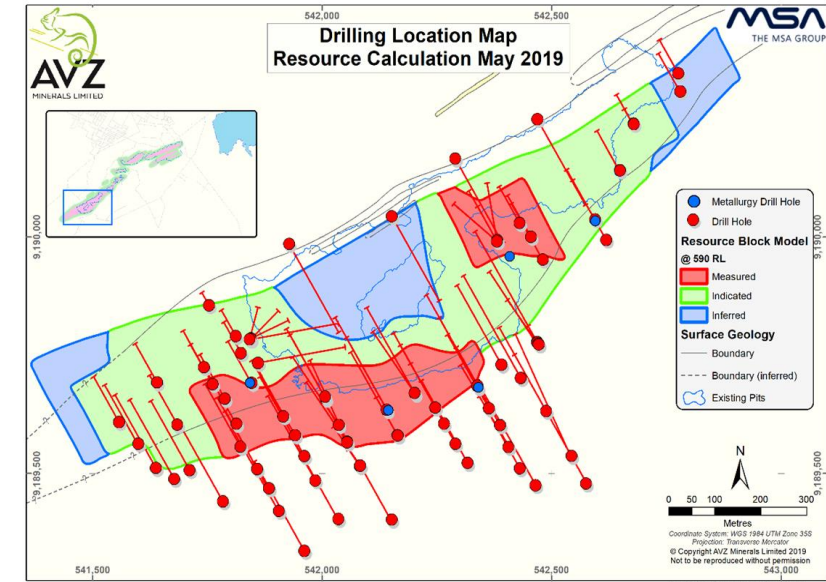 542,000
542,500
AVZ
MINERALS LIMITED
Drilling Location Map
Resource Calculation May 2019
MSA
THE MSA GROUP
9,190,000
9,190,000
Metallurgy Drill Hole
Drill Hole
Resource Block Model
@ 590 RL
Measured
Indicated
Inferred
Surface Geology
Boundary
Boundary (inferred)
Existing Pits
9,189,500
9,189,500
N
0 50 100 200 300
Metres
Coordinate System: WGS 1984 UTM Zone 35S
Projection: Transverse Mercator
© Copyright AVZ Minerals Limited 2019
Not to be reproduced without permission
541,500
542,000
542,500
543,000